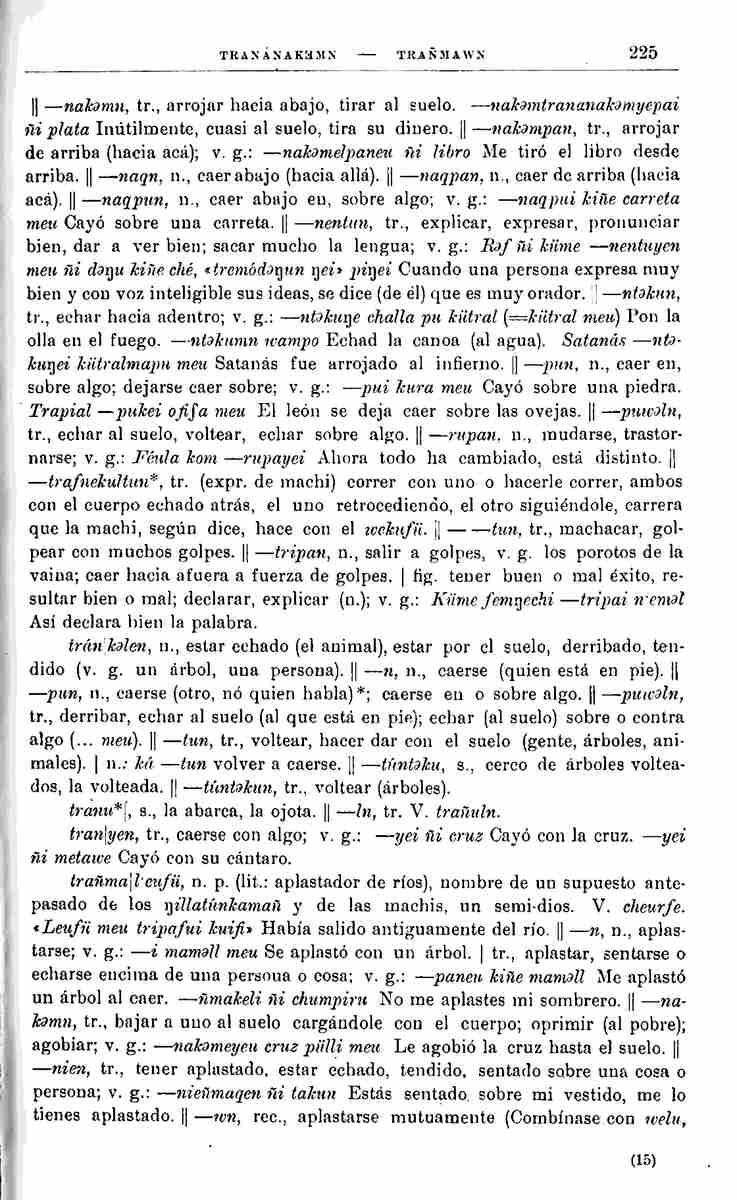 TRANÁNAKƏMN — TRAÑMAWN 225
|| —nakəmn, tr., arrojar hacia abajo, tirar al suelo. —nakəmtrananakəmyepai
ñi plata Inútilmente, cuasi al suelo, tira su dinero. || —nakəmpan, tr., arrojar
de arriba (hacia acá); v. g.: —nakəmelpaneu ñi libro Me tiró el libro desde
arriba. || —naqn, n., caer abajo (hacia allá). || —naqpan, n., caer de arriba (hacia
acá). || —naqpun, n., caer abajo en, sobre algo; v. g.: —naqpui kiñe carreta
meu Cayó sobre una carreta. || —nentun, tr., explicar, expresar, pronunciar
bien, dar a ver bien; sacar mucho la lengua; v. g.: Rəf ñi küme —nentuyen
meu ñi dəŋu kiñe ché, «tremódəŋun ŋei» piŋei Cuando una persona expresa muy
bien y con voz inteligible sus ideas, se dice (de él) que es muy orador. || —ntəkun,
tr., echar hacia adentro; v. g.: —ntəkuŋe challa pu kütral (=kütral meu) Pon la
olla en el fuego. —ntəkumn wampo Echad la canoa (al agua). Satanás —ntə-
kuŋei kütralmapu meu Satanás fue arrojado al infierno. || —pun, n., caer en,
sobre algo; dejarse caer sobre; v. g.: —pui kura meu Cayó sobre una piedra.
Trapial —pukei ofiʃa meu El león se deja caer sobre las ovejas. || —puwəln,
tr., echar al suelo, voltear, echar sobre algo. || —rupan, n., mudarse, trastor-
narse; v. g.: Féula kom —rupayei Ahora todo ha cambiado, está distinto. ||
—trafnekultun*, tr. (expr. de machi) correr con uno o hacerle correr, ambos
con el cuerpo echado atrás, el uno retrocediendo, el otro siguiéndole, carrera
que la machi, según dice, hace con el wekufü. || — —tun, tr., machacar, gol-
pear con muchos golpes. || —tripan, n., salir a golpes, v. g. los porotos de la
vaina; caer hacia afuera a fuerza de golpes. | fig. tener buen o mal éxito, re-
sultar bien o mal; declarar, explicar (n.); v. g.: Küme femŋechi —tripai n·eməl
Así declara bien la palabra.
trán|kəlen, n., estar echado (el animal), estar por el suelo, derribado, ten-
dido (v. g. un árbol, una persona). || —n, n., caerse (quien está en pie). ||
—pun, n., caerse (otro, nó quien habla)*; caerse en o sobre algo. || —puwəln,
tr., derribar, echar al suelo (al que está en pie); echar (al suelo) sobre o contra
algo (... meu). || —tun, tr., voltear, hacer dar con el suelo (gente, árboles, ani-
males). | n.: ká —tun volver a caerse. || —túntəku, s., cerco de árboles voltea-
dos, la volteada. || —túntəkun, tr., voltear (árboles).
tranu*|, s., la abarca, la ojota. || —ln, tr. V. trañuln.
tran|yen, tr., caerse con algo; v. g.: —yei ñi cruz Cayó con la cruz. —yei
ñi metawe Cayó con su cántaro.
trañma|l·eufü, n. p. (lit.: aplastador de ríos), nombre de un supuesto ante-
pasado de los ŋillatúnkamañ y de las machis, un semi-dios. V. cheurfe.
«Leufü meu tripafui kuifi» Había salido antiguamente del río. || —n, n., aplas-
tarse; v. g.: —i maməll meu Se aplastó con un árbol. | tr., aplastar, sentarse o
echarse encima de una persona o cosa; v. g.: —paneu kiñe maməll Me aplastó
un árbol al caer. —ñmakeli ñi chumpiru No me aplastes mi sombrero. || —na-
kəmn, tr., bajar a uno al suelo cargándole con el cuerpo; oprimir (al pobre);
agobiar; v. g.: —nakəmeyeu cruz pülli meu Le agobió la cruz hasta el suelo. ||
—nien, tr., tener aplastado, estar echado, tendido, sentado sobre una cosa o
persona; v. g.: —nieñmaqen ñi takun Estás sentado sobre mi vestido, me lo
tienes aplastado. || —wn, rec., aplastarse mutuamente (Combínase con welu,
(15)